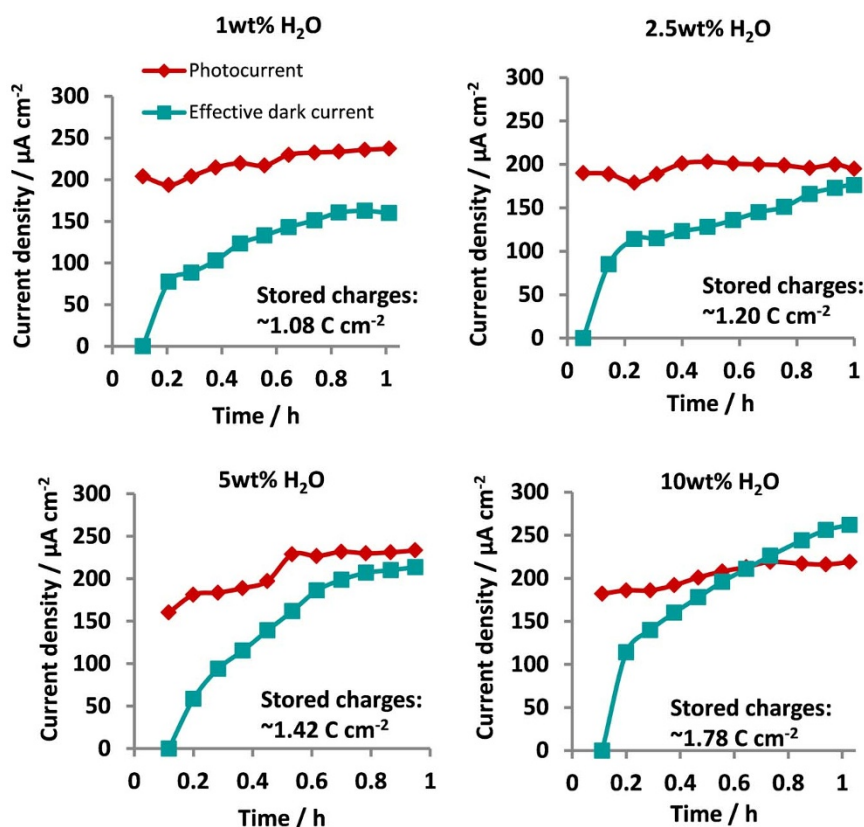 1wt% H₂O
Photocurrent
Effective dark current
Current density / µA cm⁻²
300
250
200
150
100
50
0
0 0.2 0.4 0.6 0.8 1
Time / h
Stored charges:
~1.08 C cm⁻²
2.5wt% H₂O
Current density / µA cm⁻²
300
250
200
150
100
50
0
0 0.2 0.4 0.6 0.8 1
Time / h
Stored charges:
~1.20 C cm⁻²
5wt% H₂O
Current density / µA cm⁻²
300
250
200
150
100
50
0
0 0.2 0.4 0.6 0.8 1
Time / h
Stored charges:
~1.42 C cm⁻²
10wt% H₂O
Current density / µA cm⁻²
300
250
200
150
100
50
0
0 0.2 0.4 0.6 0.8 1
Time / h
Stored charges:
~1.78 C cm⁻²